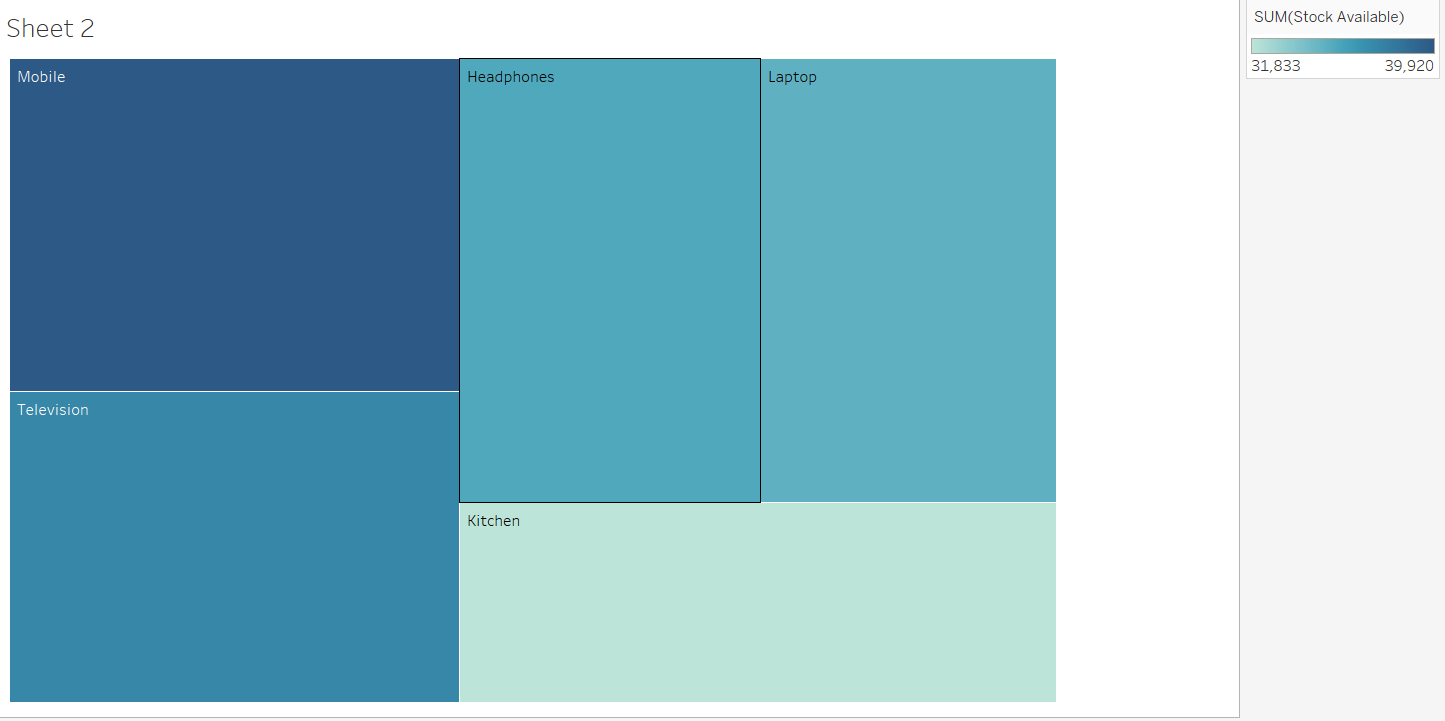 Sheet 2
Mobile
Headphones
Laptop
Television
Kitchen
SUM(Stock Available)
31,833 39,920